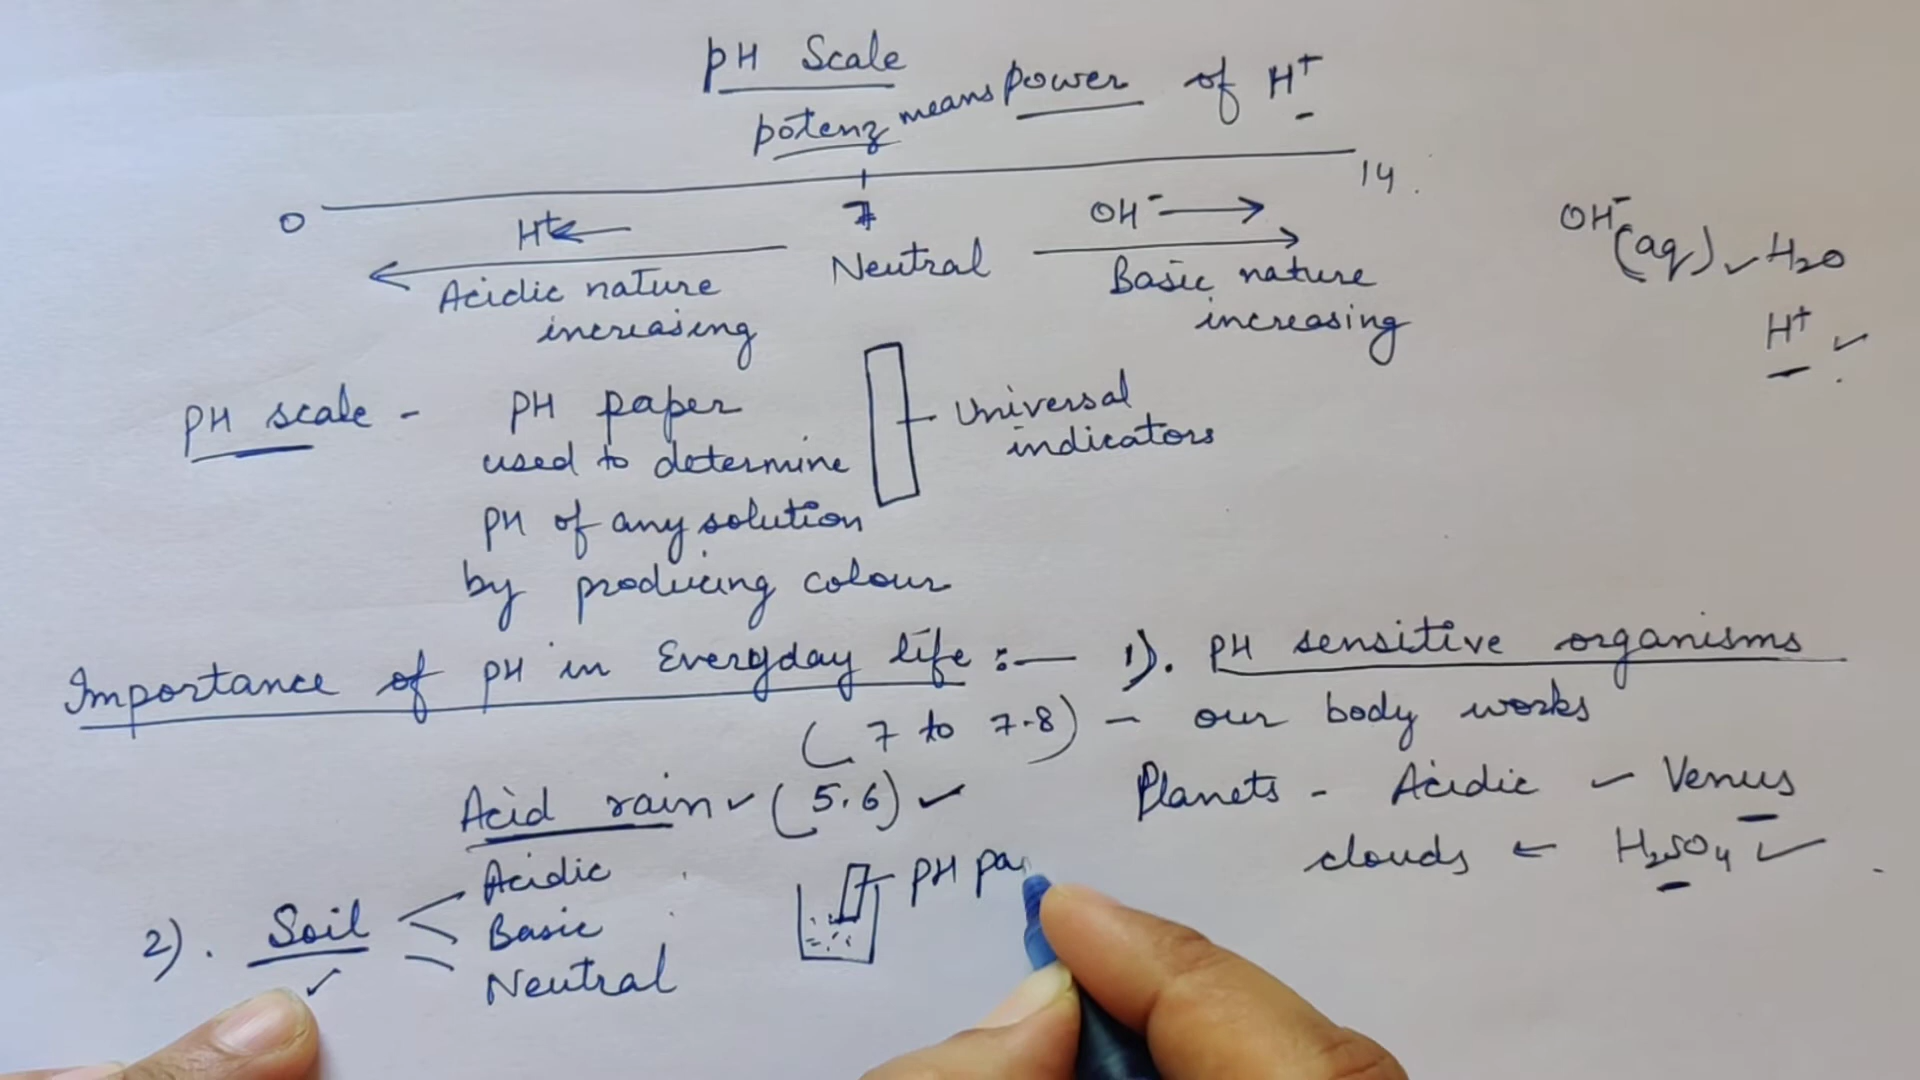 pH Scale
potenz means power of H⁺
0 7 14
H⁺ OH⁻
Acidic nature increasing
Neutral
Basic nature increasing
OH⁻(aq) H₂O
H⁺
pH scale - pH paper
used to determine
pH of any solution
by producing colour
Universal
indicators
Importance of pH in Everyday life :— 1). pH sensitive organisms
(7 to 7.8) - our body works
Acid rain (5.6)
Planets - Acidic - Venus
clouds ← H₂SO₄
2). Soil
Acidic
Basic
Neutral
pH pa